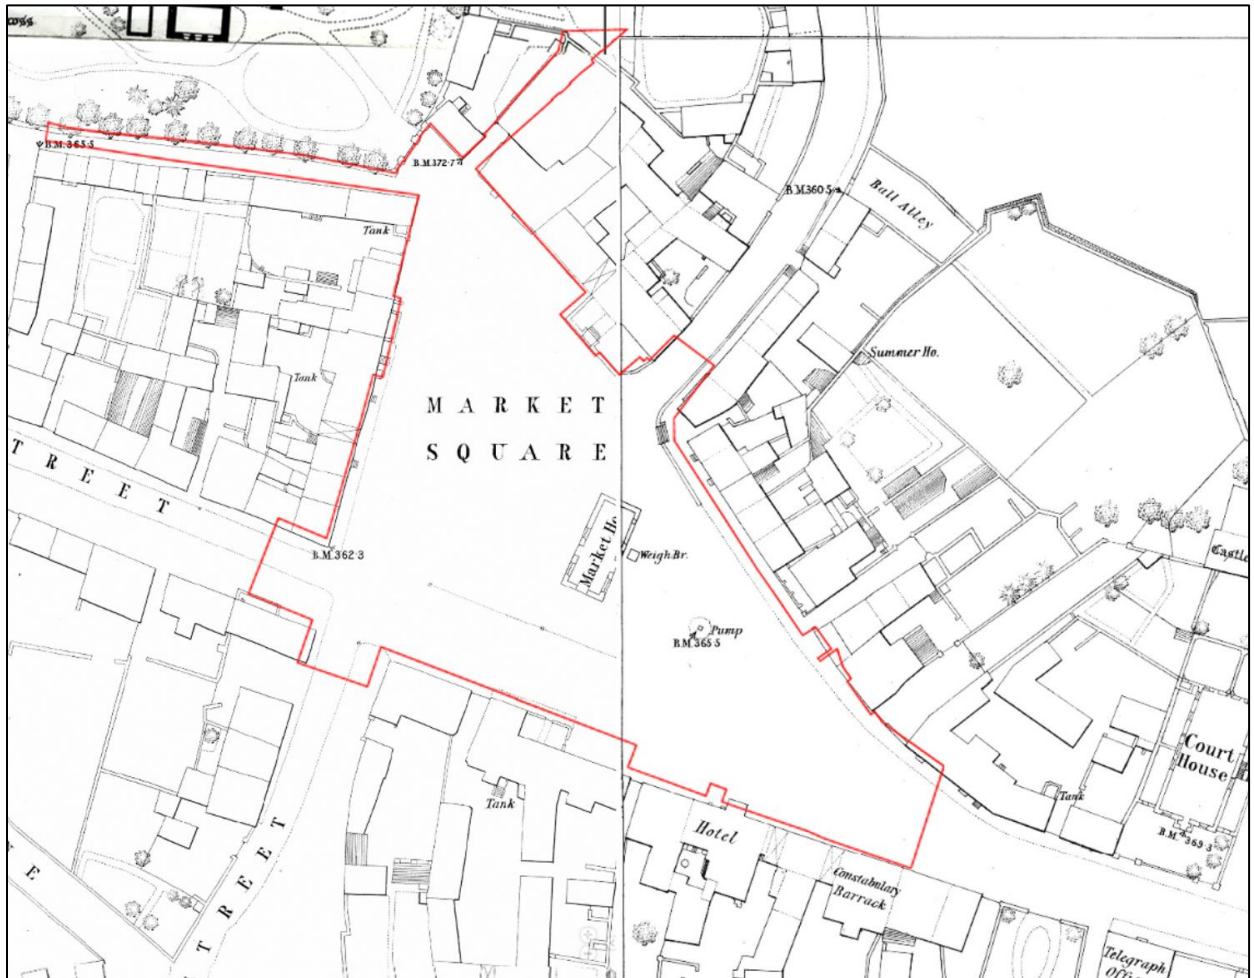 B.M.365·5
B.M.372·7
B.M.360·5
Ball Alley
Tank
Summer Ho.
Tank
MARKET
SQUARE
TREET
Market Ho.
Weigh Br.
B.M.362·3
Castle
Pump
B.M.365·5
Court
House
Tank
Tank
Hotel
B.M.369·3
Constabulary
Barrack
E
TREET
Telegraph